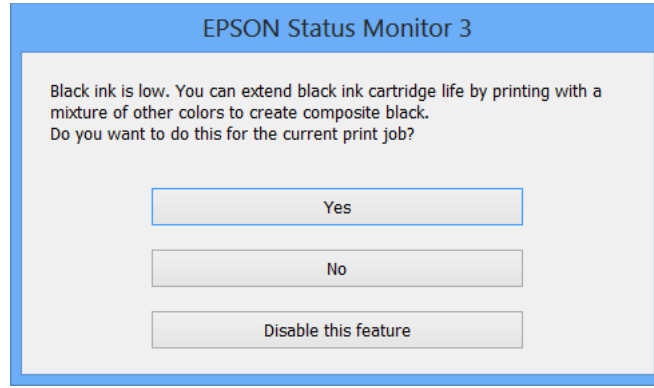 EPSON Status Monitor 3
Black ink is low. You can extend black ink cartridge life by printing with a
mixture of other colors to create composite black.
Do you want to do this for the current print job?
Yes
No
Disable this feature